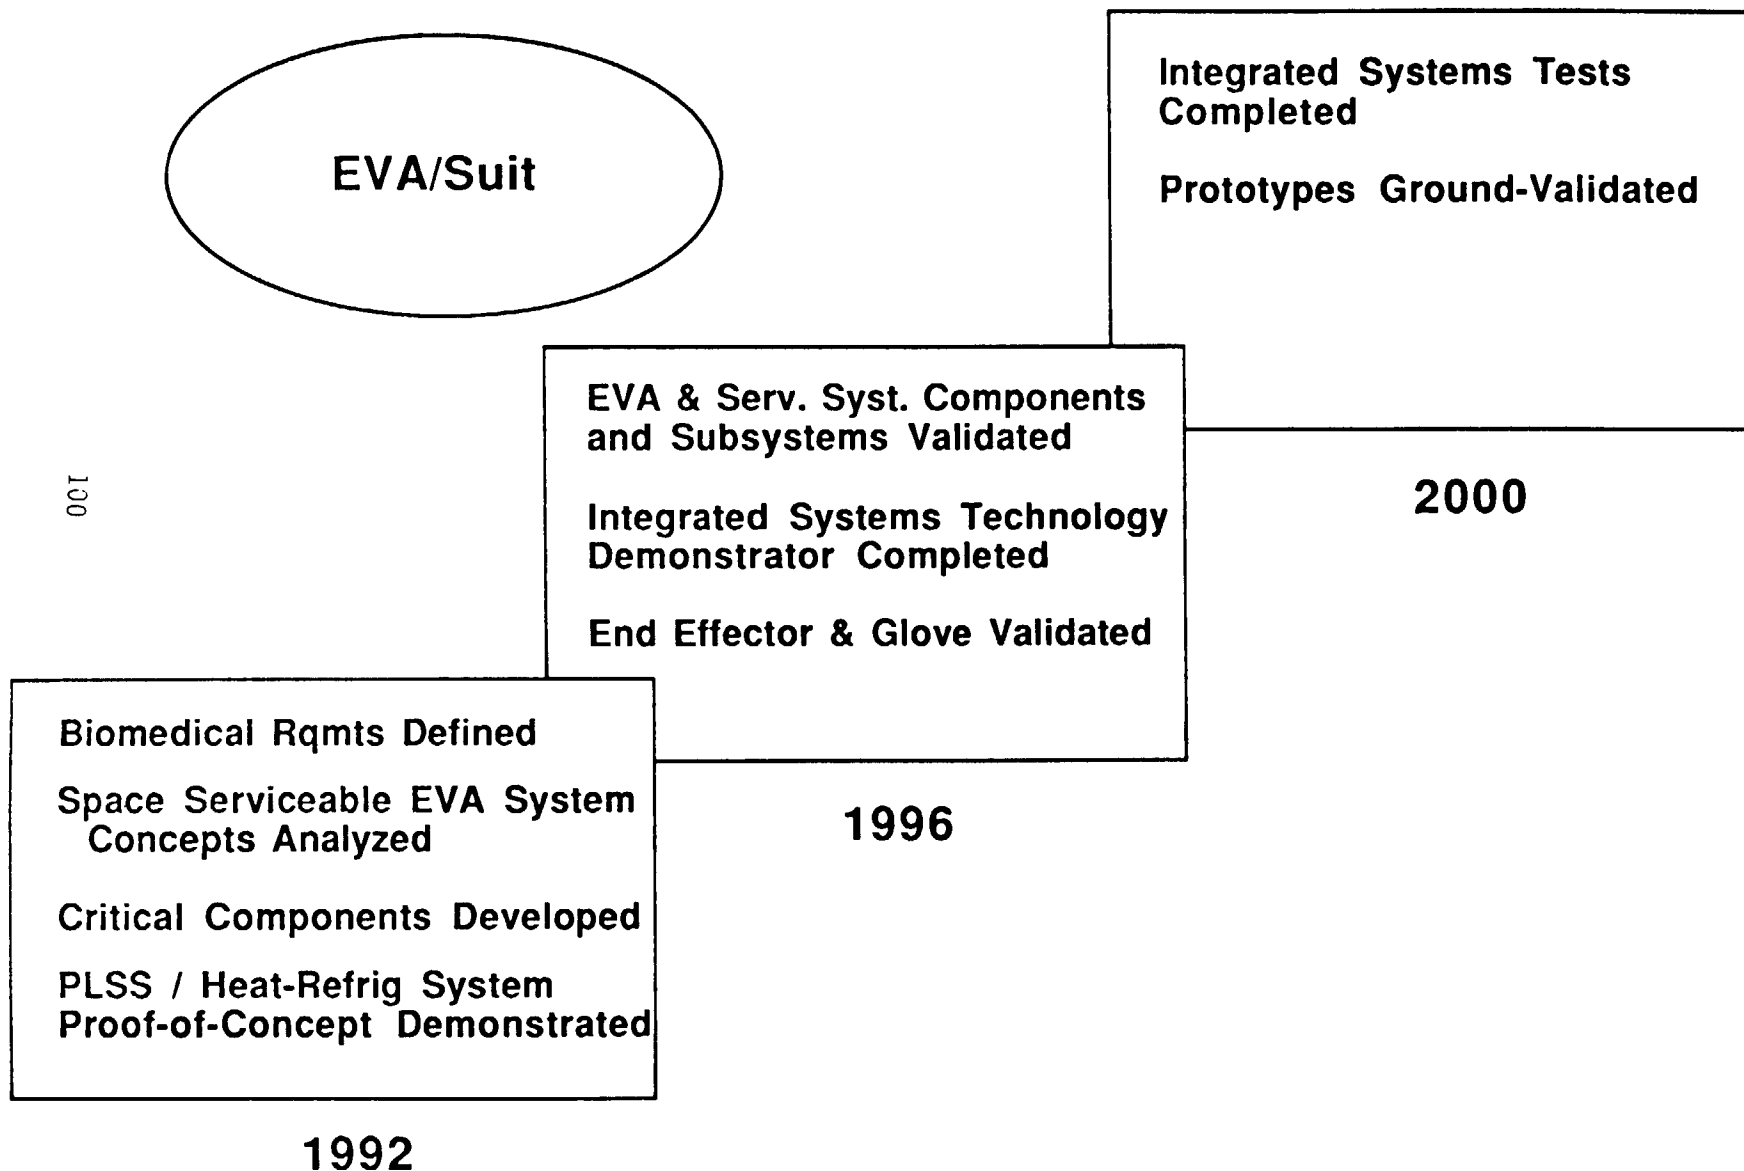 EVA/Suit
Integrated Systems Tests
Completed
Prototypes Ground-Validated
2000
EVA & Serv. Syst. Components
and Subsystems Validated
Integrated Systems Technology
Demonstrator Completed
End Effector & Glove Validated
1996
Biomedical Rqmts Defined
Space Serviceable EVA System
Concepts Analyzed
Critical Components Developed
PLSS / Heat-Refrig System
Proof-of-Concept Demonstrated
1992
100